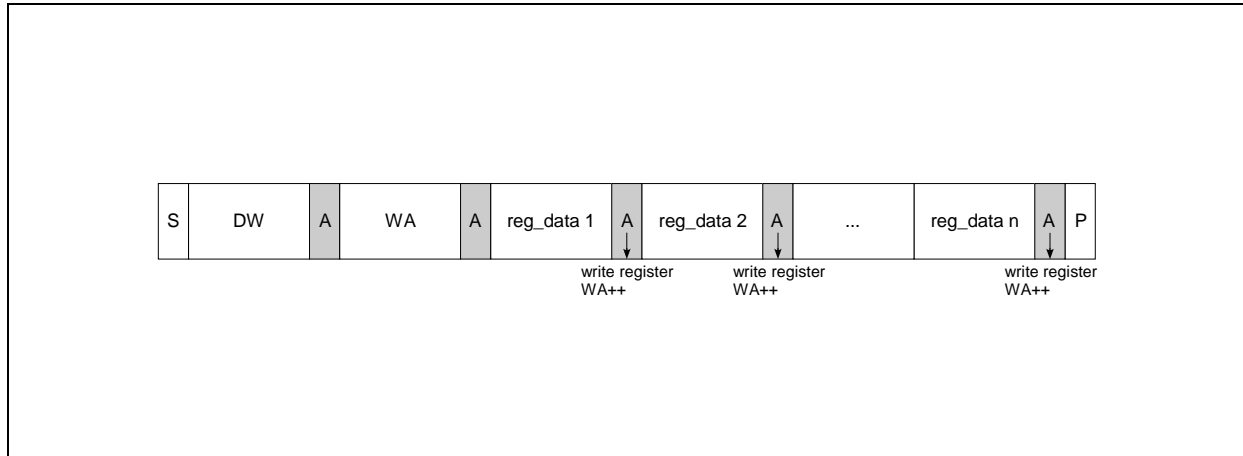 S DW A WA A reg_data 1 A reg_data 2 A ... reg_data n A P
write register write register write register
WA++ WA++ WA++